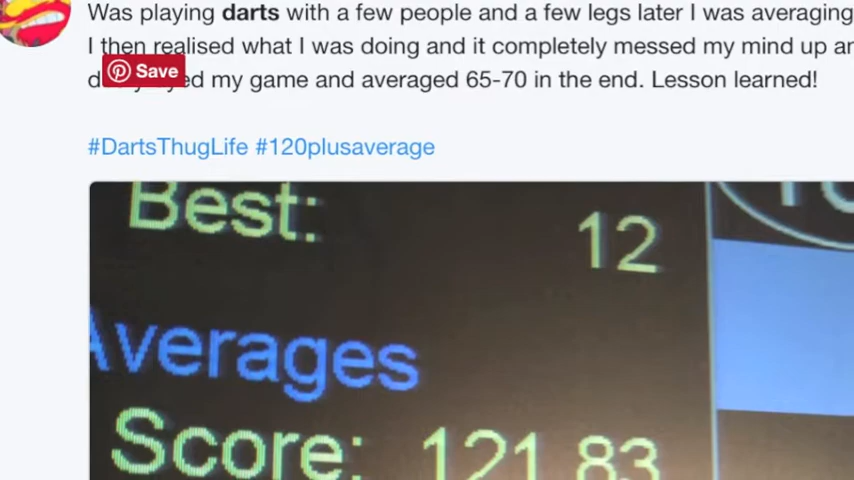 Was playing darts with a few people and a few legs later I was averaging
I then realised what I was doing and it completely messed my mind up
Save
my game and averaged 65-70 in the end. Lesson learned!
#DartsThugLife #120plusaverage
Best: 12
Averages
Score: 121.83